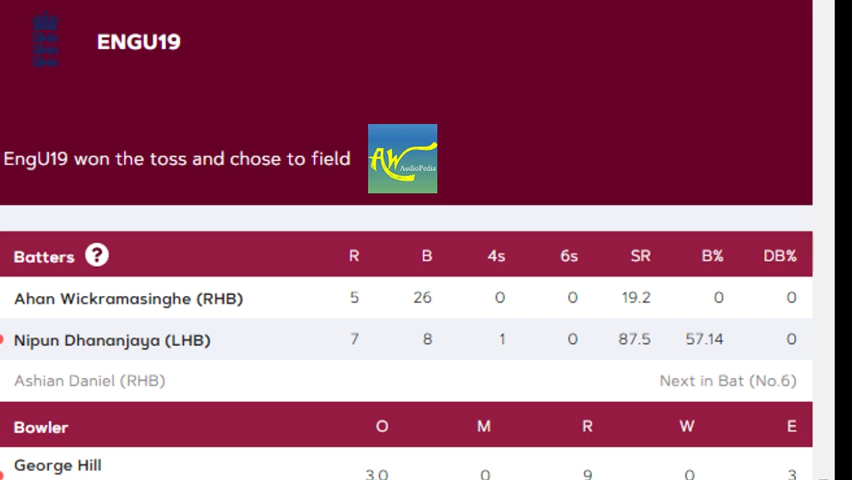 ENGU19
EngU19 won the toss and chose to field
AW
AudioPedia
Batters ? R B 4s 6s SR B% DB%
Ahan Wickramasinghe (RHB) 5 26 0 0 19.2 0 0
Nipun Dhananjaya (LHB) 7 8 1 0 87.5 57.14 0
Ashian Daniel (RHB) Next in Bat (No.6)
Bowler O M R W E
George Hill 3.0 0 9 0 3